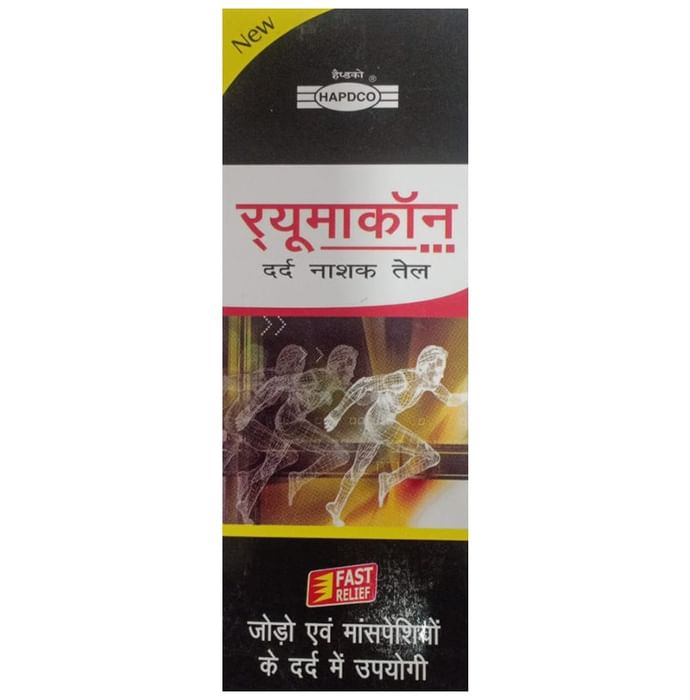 New
हैप्डको ®
HAPDCO
र्‍यूमाकॉन
दर्द नाशक तेल
FAST
RELIEF
जोड़ो एवं मांसपेशियों
के दर्द में उपयोगी